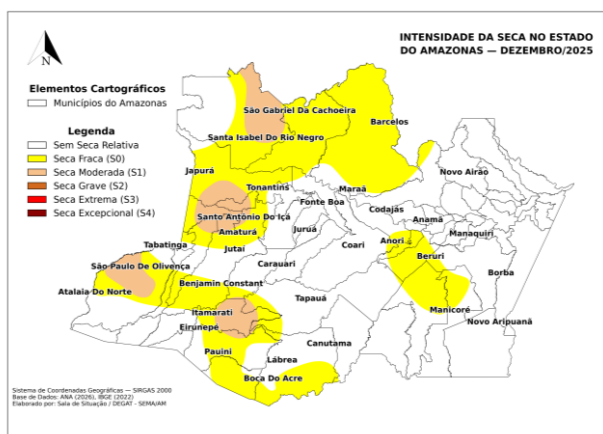 INTENSIDADE DA SECA NO ESTADO
DO AMAZONAS — DEZEMBRO/2025
N
Elementos Cartográficos
Municípios do Amazonas
Legenda
Sem Seca Relativa
Seca Fraca (S0)
Seca Moderada (S1)
Seca Grave (S2)
Seca Extrema (S3)
Seca Excepcional (S4)
São Gabriel Da Cachoeira
Barcelos
Santa Isabel Do Rio Negro
Japurá
Novo Airão
Tonantins
Maraã
Fonte Boa
Codajás
Santo Antônio Do Içá
Anamã
Amaturá
Juruá
Manaquiri
Tabatinga
Jutaí
Coari
Anori
Beruri
São Paulo De Olivença
Carauari
Borba
Atalaia Do Norte
Benjamin Constant
Tapauá
Manicoré
Itamarati
Novo Aripuanã
Eirunepé
Canutama
Pauini
Lábrea
Boca Do Acre
Sistema de Coordenadas Geográficas — SIRGAS 2000
Base de Dados: ANA (2026), IBGE (2022)
Elaborado por: Sala de Situação / DEGAT - SEMA/AM